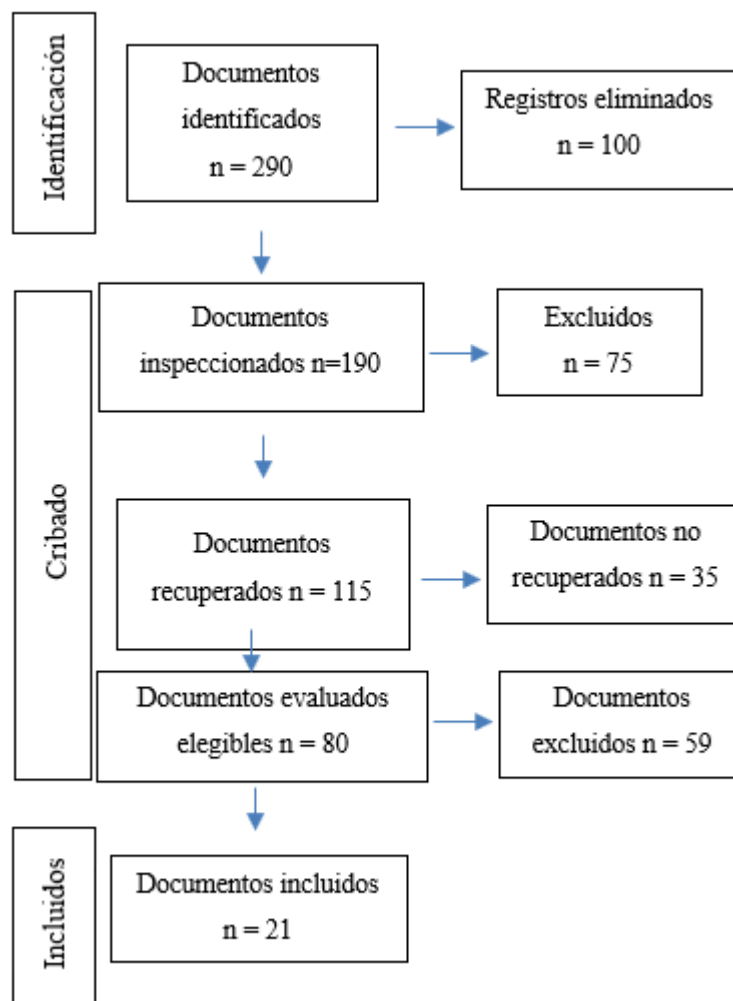 Identificación
Documentos
identificados
n = 290
Registros eliminados
n = 100
Cribado
Documentos
inspeccionados n=190
Excluidos
n = 75
Documentos
recuperados n = 115
Documentos no
recuperados n = 35
Documentos evaluados
elegibles n = 80
Documentos
excluidos n = 59
Incluidos
Documentos incluidos
n = 21